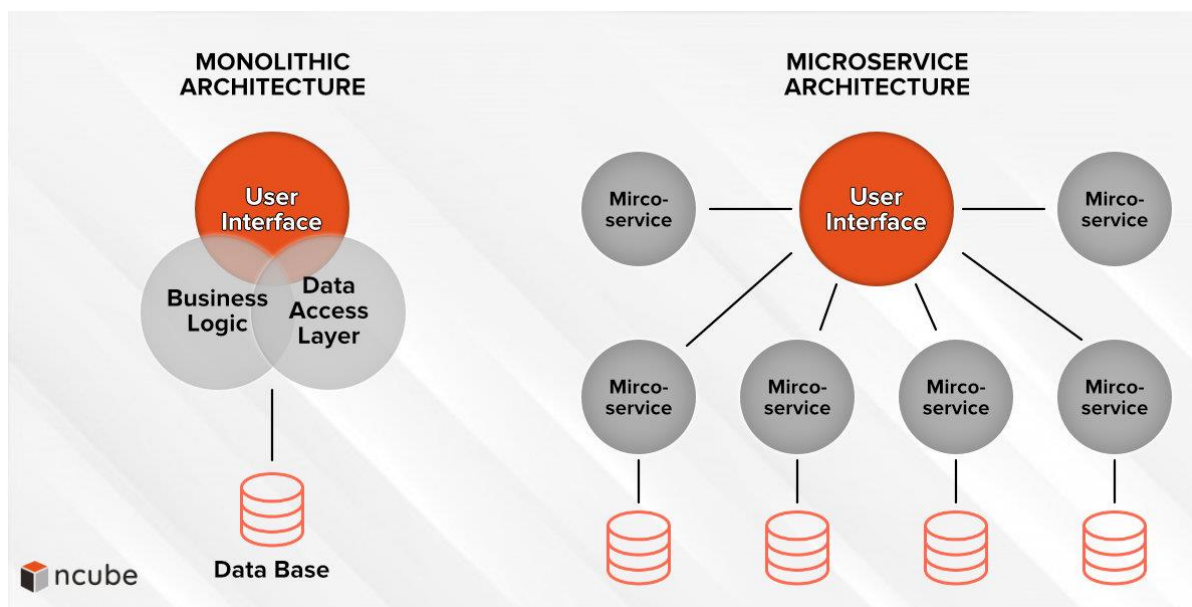 MONOLITHIC
ARCHITECTURE
User
Interface
Business
Logic
Data
Access
Layer
Data Base
MICROSERVICE
ARCHITECTURE
Mirco-
service
User
Interface
Mirco-
service
Mirco-
service
Mirco-
service
Mirco-
service
Mirco-
service
ncube